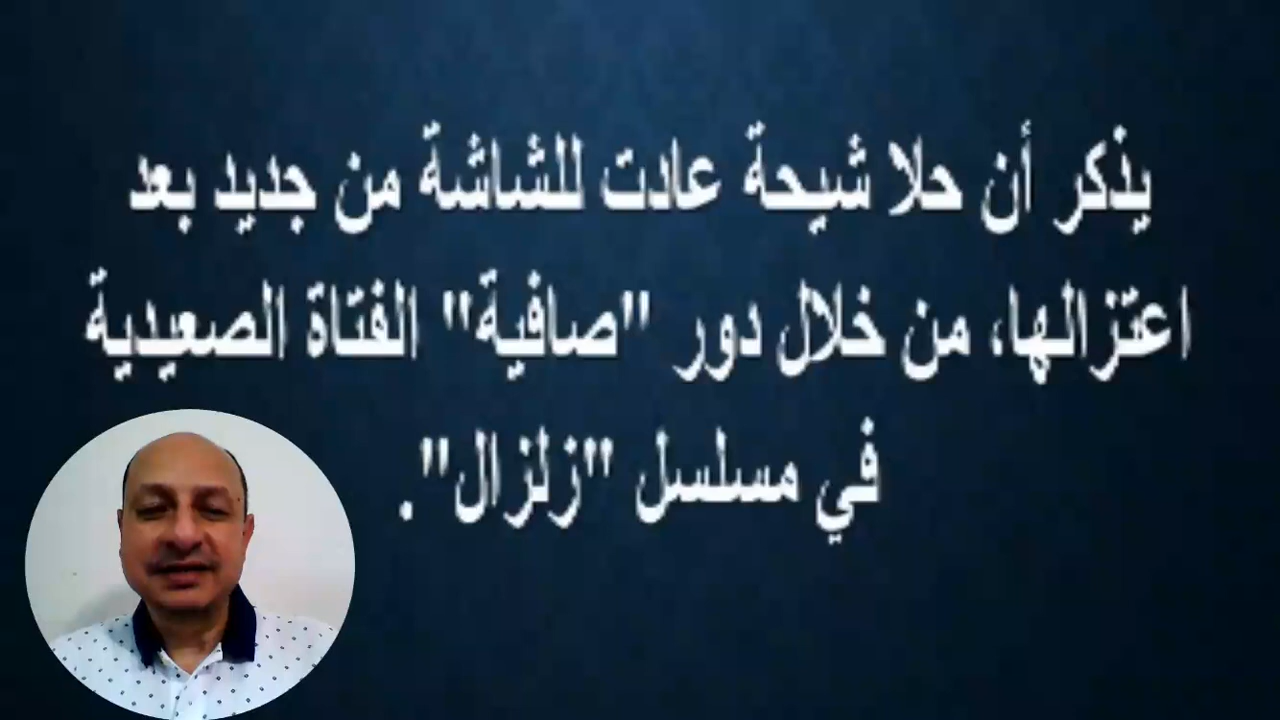 يذكر أن حلا شيحة عادت للشاشة من جديد بعد
اعتزالها، من خلال دور "صافية" الفتاة الصعيدية
في مسلسل "زلزال".